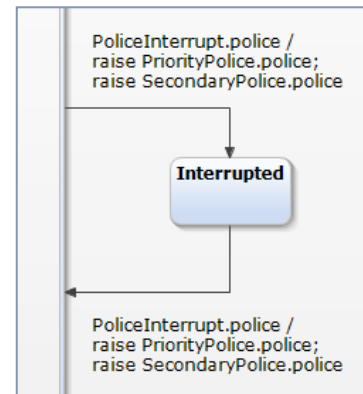 PoliceInterrupt.police /
raise PriorityPolice.police;
raise SecondaryPolice.police
Interrupted
PoliceInterrupt.police /
raise PriorityPolice.police;
raise SecondaryPolice.police